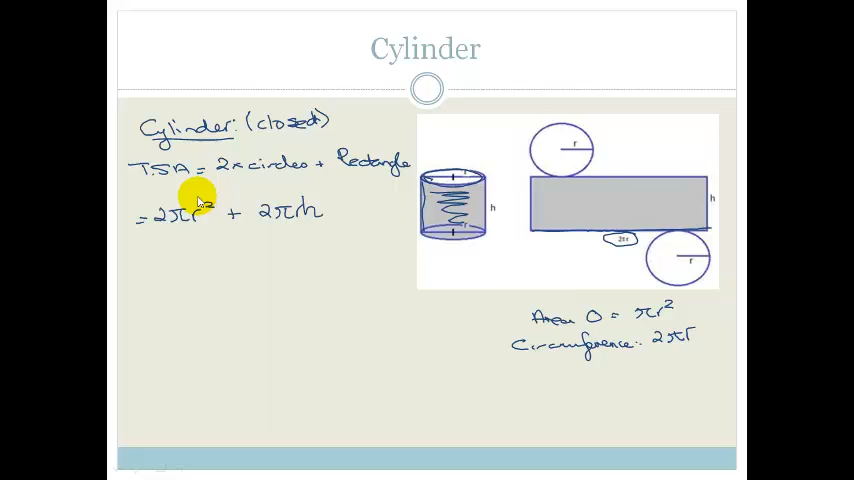 Cylinder
Cylinder: (closed)
T.S.A = 2 x circles + Rectangle
= 2πr² + 2πrh
r
h
r
r
h
2πr
r
Area O = πr²
Circumference: 2πr